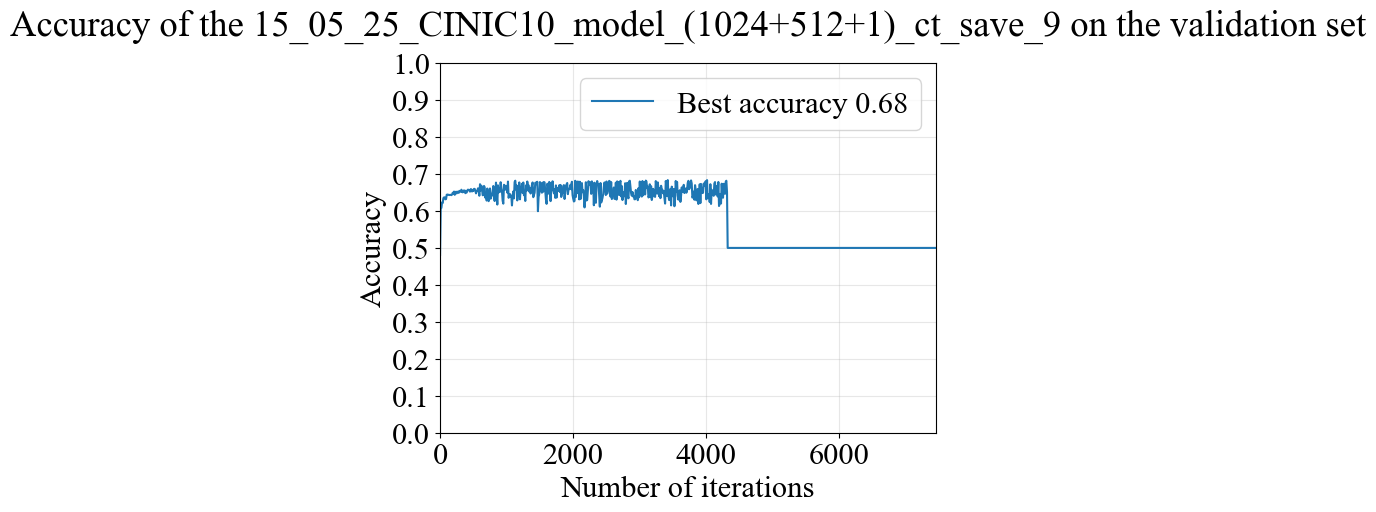 Accuracy of the 15_05_25_CINIC10_model_(1024+512+1)_ct_save_9 on the validation set
Best accuracy 0.68
Accuracy
1.0
0.9
0.8
0.7
0.6
0.5
0.4
0.3
0.2
0.1
0.0
0 2000 4000 6000
Number of iterations